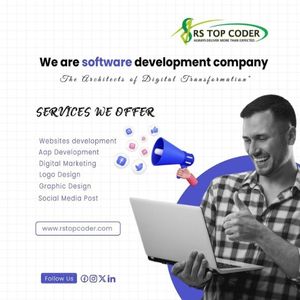 RS TOP CODER
ALWAYS DELIVER MORE THAN EXPECTED
We are software development company
"The Architects of Digital Transformation"
SERVICES WE OFFER
Websites development
App Development
Digital Marketing
Logo Design
Graphic Design
Social Media Post
www.rstopcoder.com
Follow Us